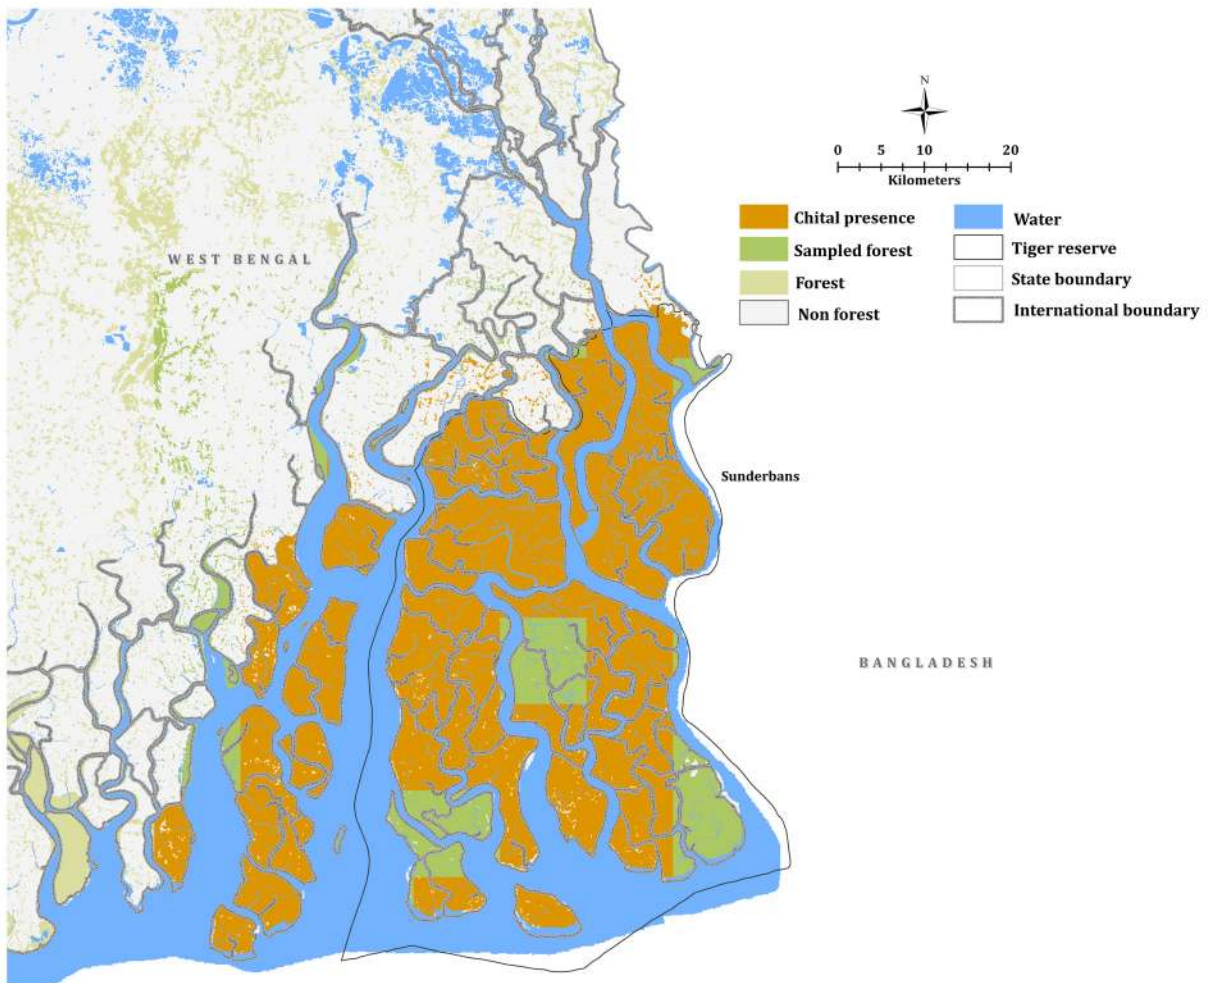 N
0 5 10 20
Kilometers
Chital presence
Water
Sampled forest
Tiger reserve
Forest
State boundary
Non forest
International boundary
WEST BENGAL
Sunderbans
BANGLADESH